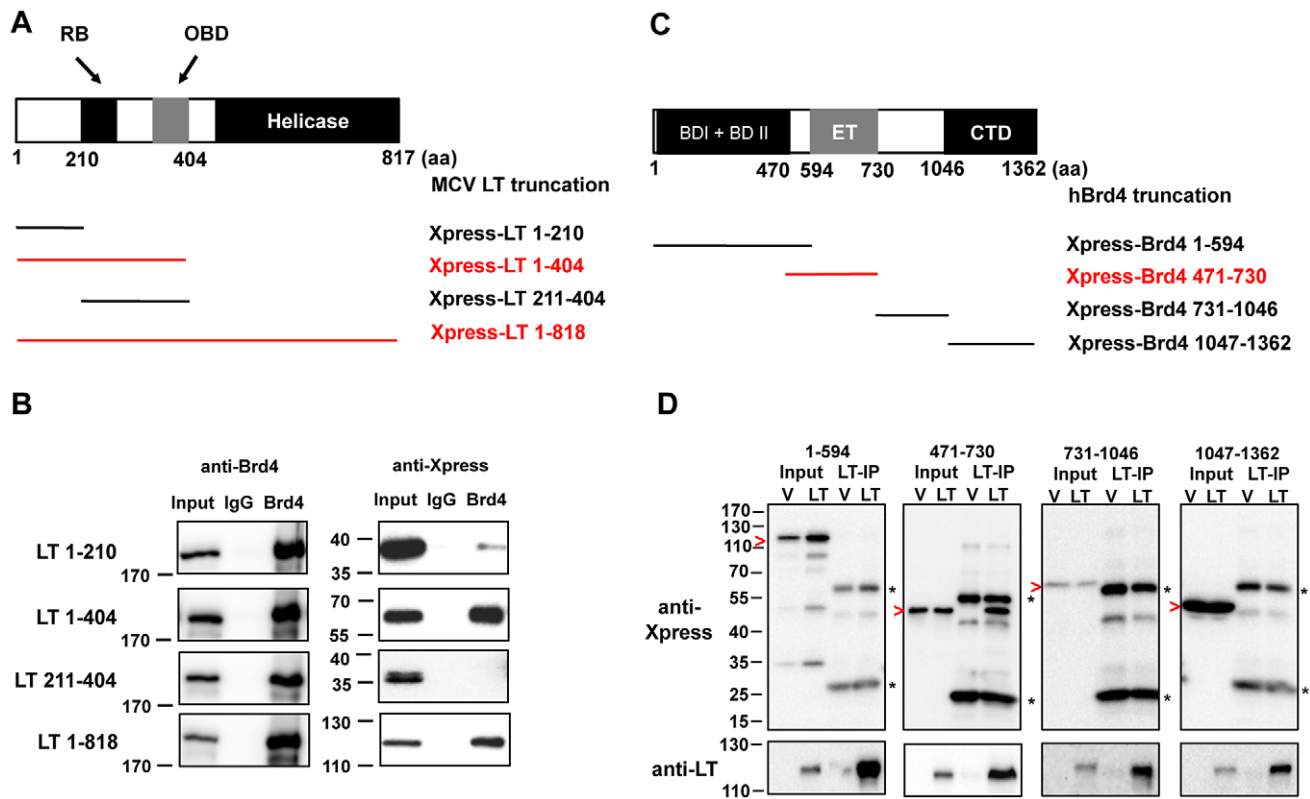 A
RB OBD
Helicase
1 210 404 817 (aa)
MCV LT truncation
Xpress-LT 1-210
Xpress-LT 1-404
Xpress-LT 211-404
Xpress-LT 1-818
B
anti-Brd4 anti-Xpress
Input IgG Brd4 Input IgG Brd4
LT 1-210
170
40
35
LT 1-404
170
70
55
LT 211-404
170
40
35
LT 1-818
170
130
110
C
BDI + BD II ET CTD
1 470 594 730 1046 1362 (aa)
hBrd4 truncation
Xpress-Brd4 1-594
Xpress-Brd4 471-730
Xpress-Brd4 731-1046
Xpress-Brd4 1047-1362
D
1-594 471-730 731-1046 1047-1362
Input LT-IP Input LT-IP Input LT-IP Input LT-IP
V LT V LT V LT V LT V LT V LT V LT V LT
170
130
110
70
55
40
35
25
15
anti-
Xpress
> * *
> * *
> * *
> * *
130
anti-LT
110